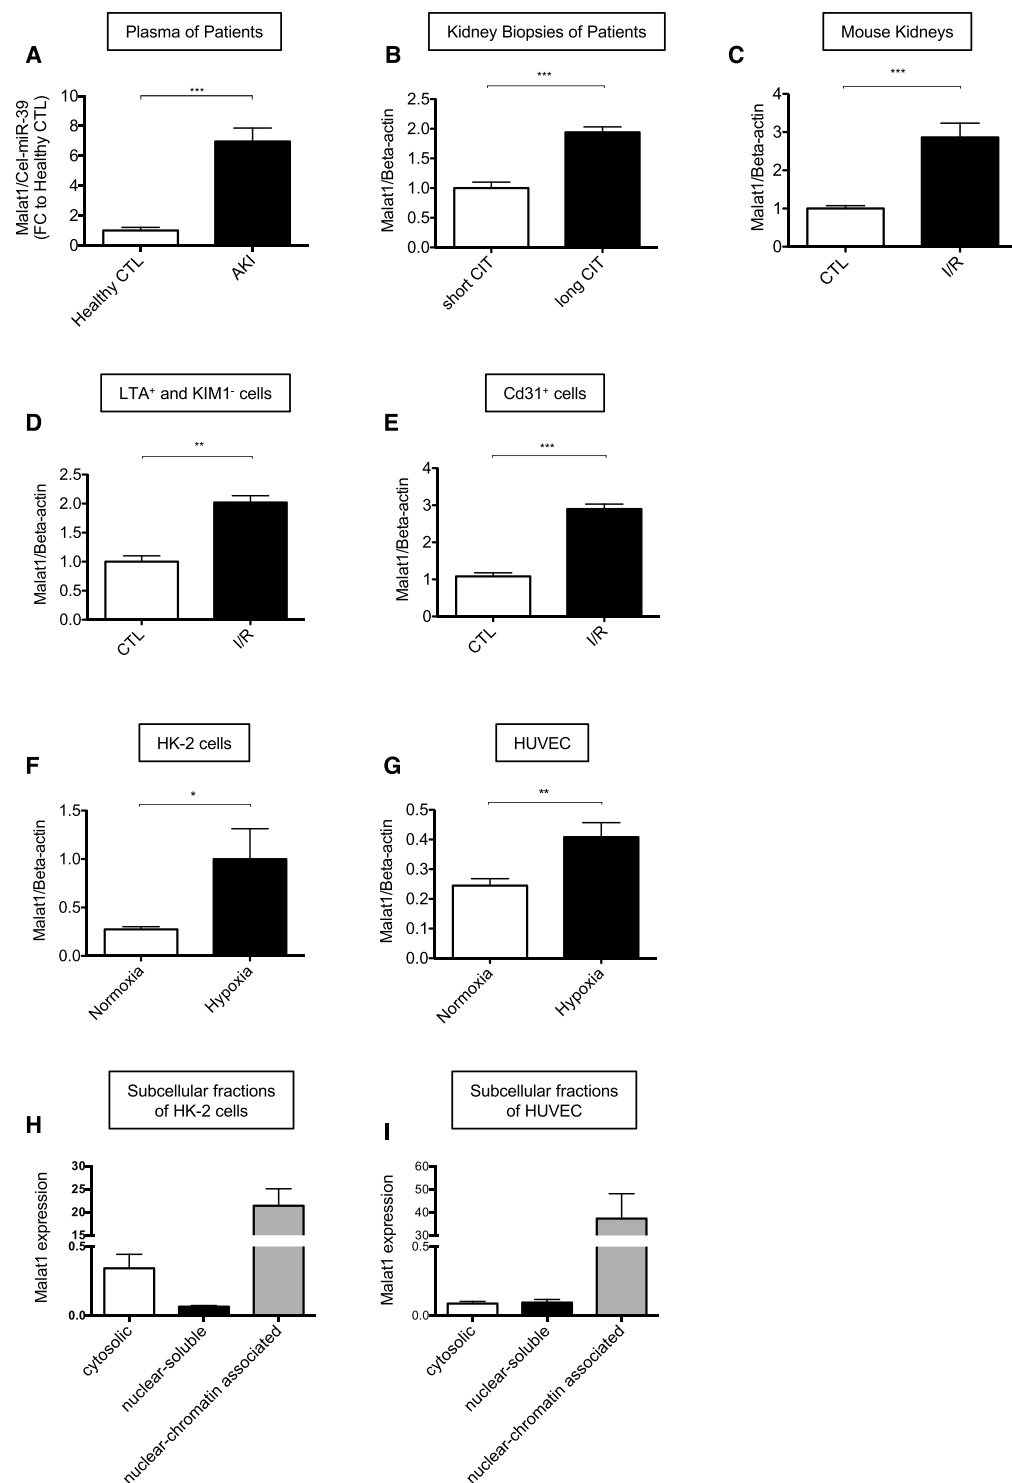 Plasma of Patients
Kidney Biopsies of Patients
Mouse Kidneys
A
Malat1/Cel-miR-39
(FC to Healthy CTL)
10
8
6
4
2
0
***
Healthy CTL
AKI
B
Malat1/Beta-actin
2.5
2.0
1.5
1.0
0.5
0.0
***
short CIT
long CIT
C
Malat1/Beta-actin
4
3
2
1
0
***
CTL
I/R
LTA⁺ and KIM1⁻ cells
Cd31⁺ cells
D
Malat1/Beta-actin
2.5
2.0
1.5
1.0
0.5
0.0
**
CTL
I/R
E
Malat1/Beta-actin
4
3
2
1
0
***
CTL
I/R
HK-2 cells
HUVEC
F
Malat1/Beta-actin
1.5
1.0
0.5
0.0
*
Normoxia
Hypoxia
G
Malat1/Beta-actin
0.5
0.4
0.3
0.2
0.1
0.0
**
Normoxia
Hypoxia
Subcellular fractions
of HK-2 cells
Subcellular fractions
of HUVEC
H
Malat1 expression
30
25
20
15
0.5
0.0
cytosolic
nuclear-soluble
nuclear-chromatin associated
I
Malat1 expression
60
50
40
30
0.5
0.0
cytosolic
nuclear-soluble
nuclear-chromatin associated